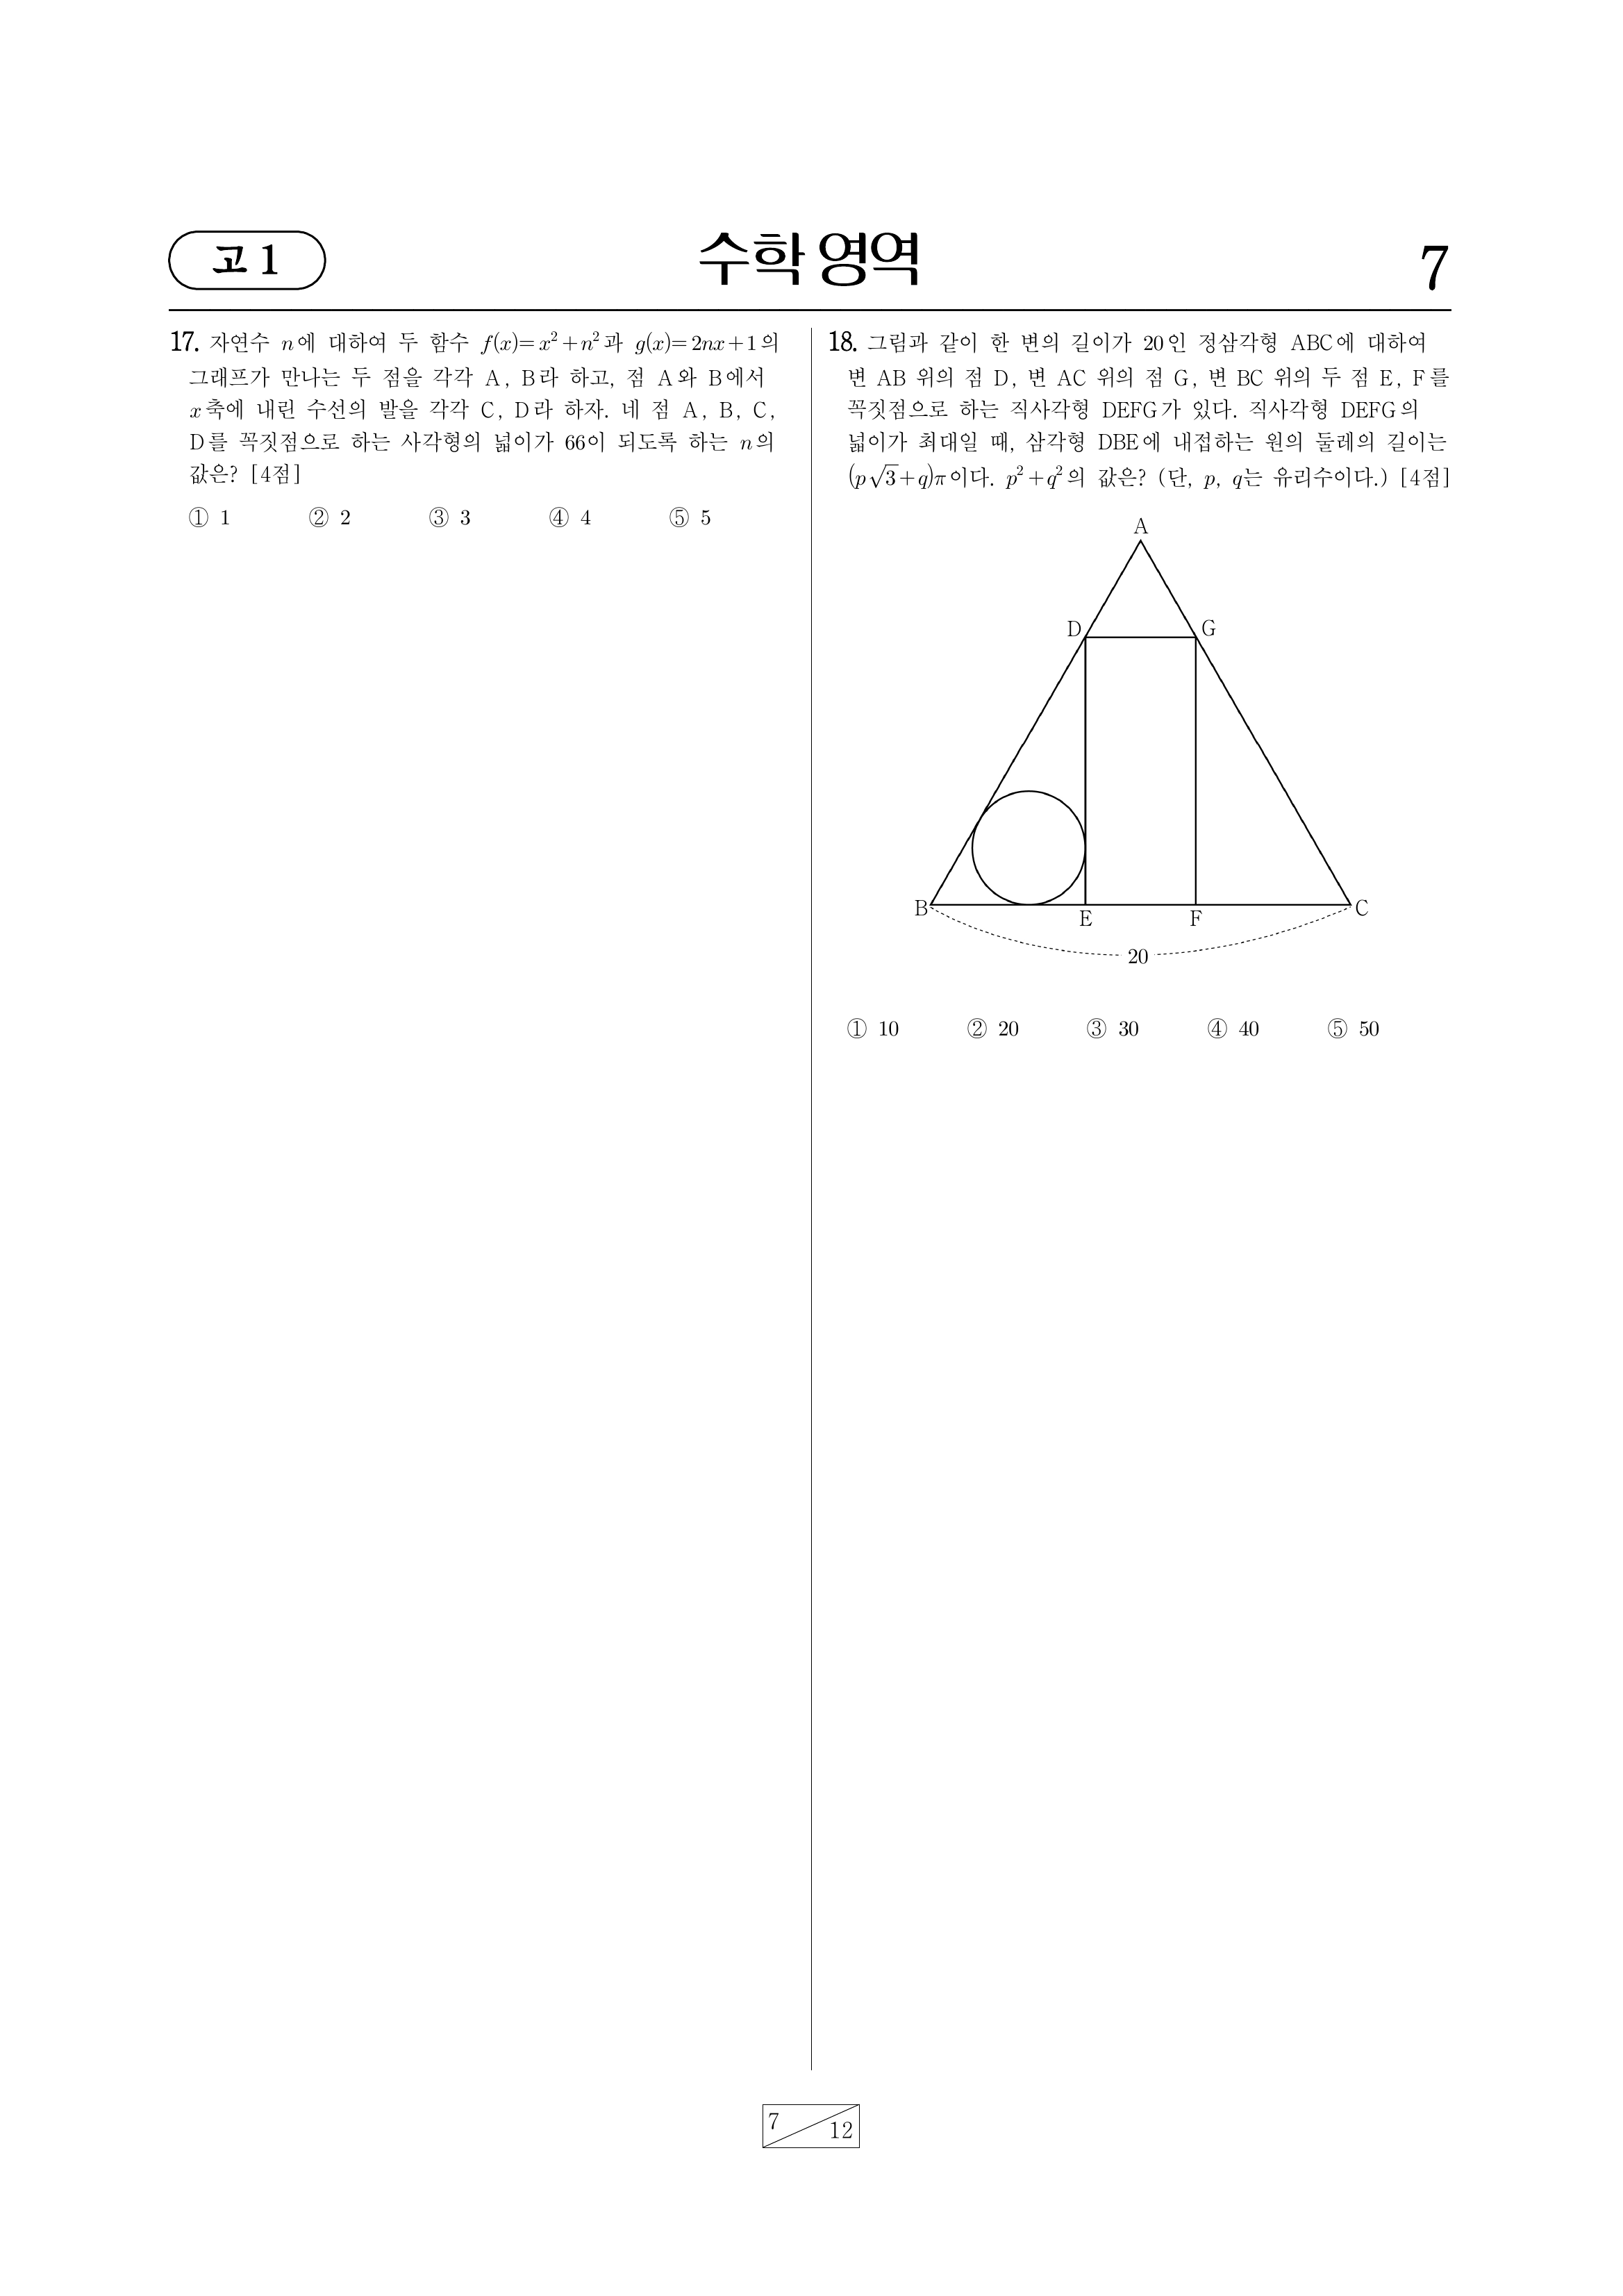 고 1
수학 영역
7
17. 자연수 n에 대하여 두 함수 f(x)=x²+n²과 g(x)=2nx+1의
그래프가 만나는 두 점을 각각 A, B라 하고, 점 A와 B에서
x축에 내린 수선의 발을 각각 C, D라 하자. 네 점 A, B, C,
D를 꼭짓점으로 하는 사각형의 넓이가 66이 되도록 하는 n의
값은? [4점]
① 1 ② 2 ③ 3 ④ 4 ⑤ 5
18. 그림과 같이 한 변의 길이가 20인 정삼각형 ABC에 대하여
변 AB 위의 점 D, 변 AC 위의 점 G, 변 BC 위의 두 점 E, F를
꼭짓점으로 하는 직사각형 DEFG가 있다. 직사각형 DEFG의
넓이가 최대일 때, 삼각형 DBE에 내접하는 원의 둘레의 길이는
(p√3+q)π이다. p²+q²의 값은? (단, p, q는 유리수이다.) [4점]
A
D G
B E F C
20
① 10 ② 20 ③ 30 ④ 40 ⑤ 50
7 12